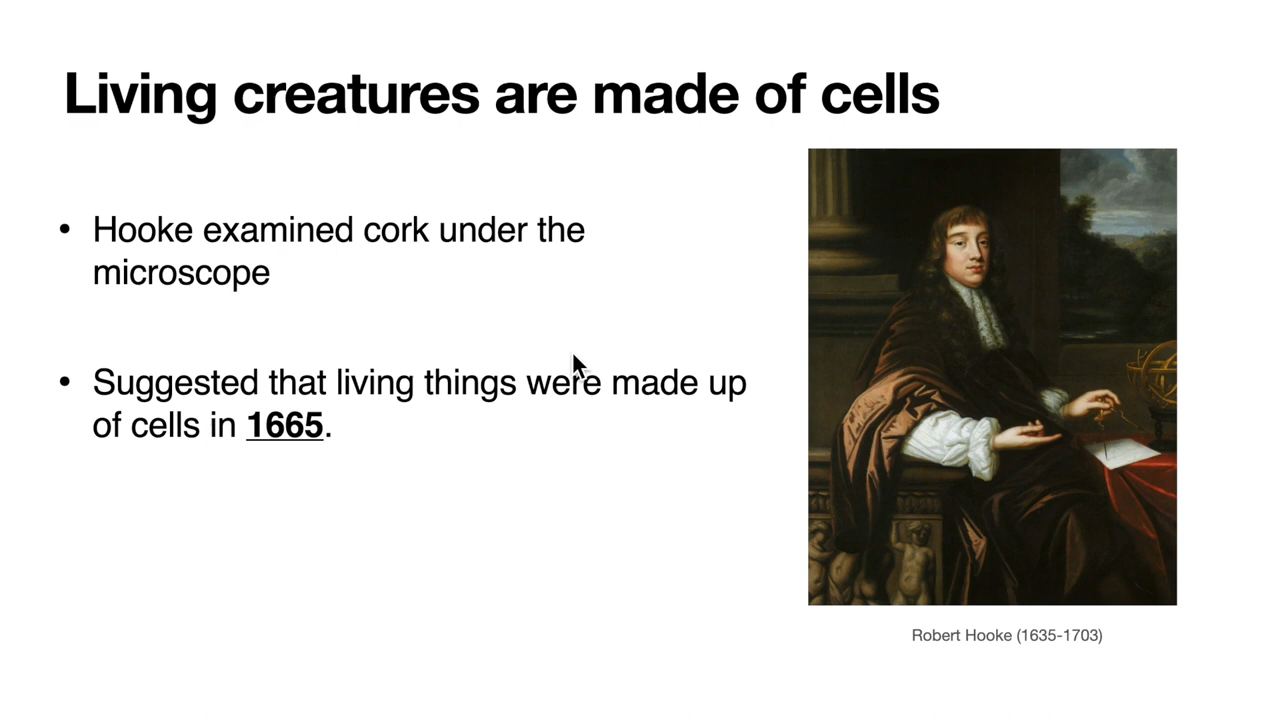 Living creatures are made of cells
• Hooke examined cork under the
microscope
• Suggested that living things were made up
of cells in 1665.
Robert Hooke (1635-1703)